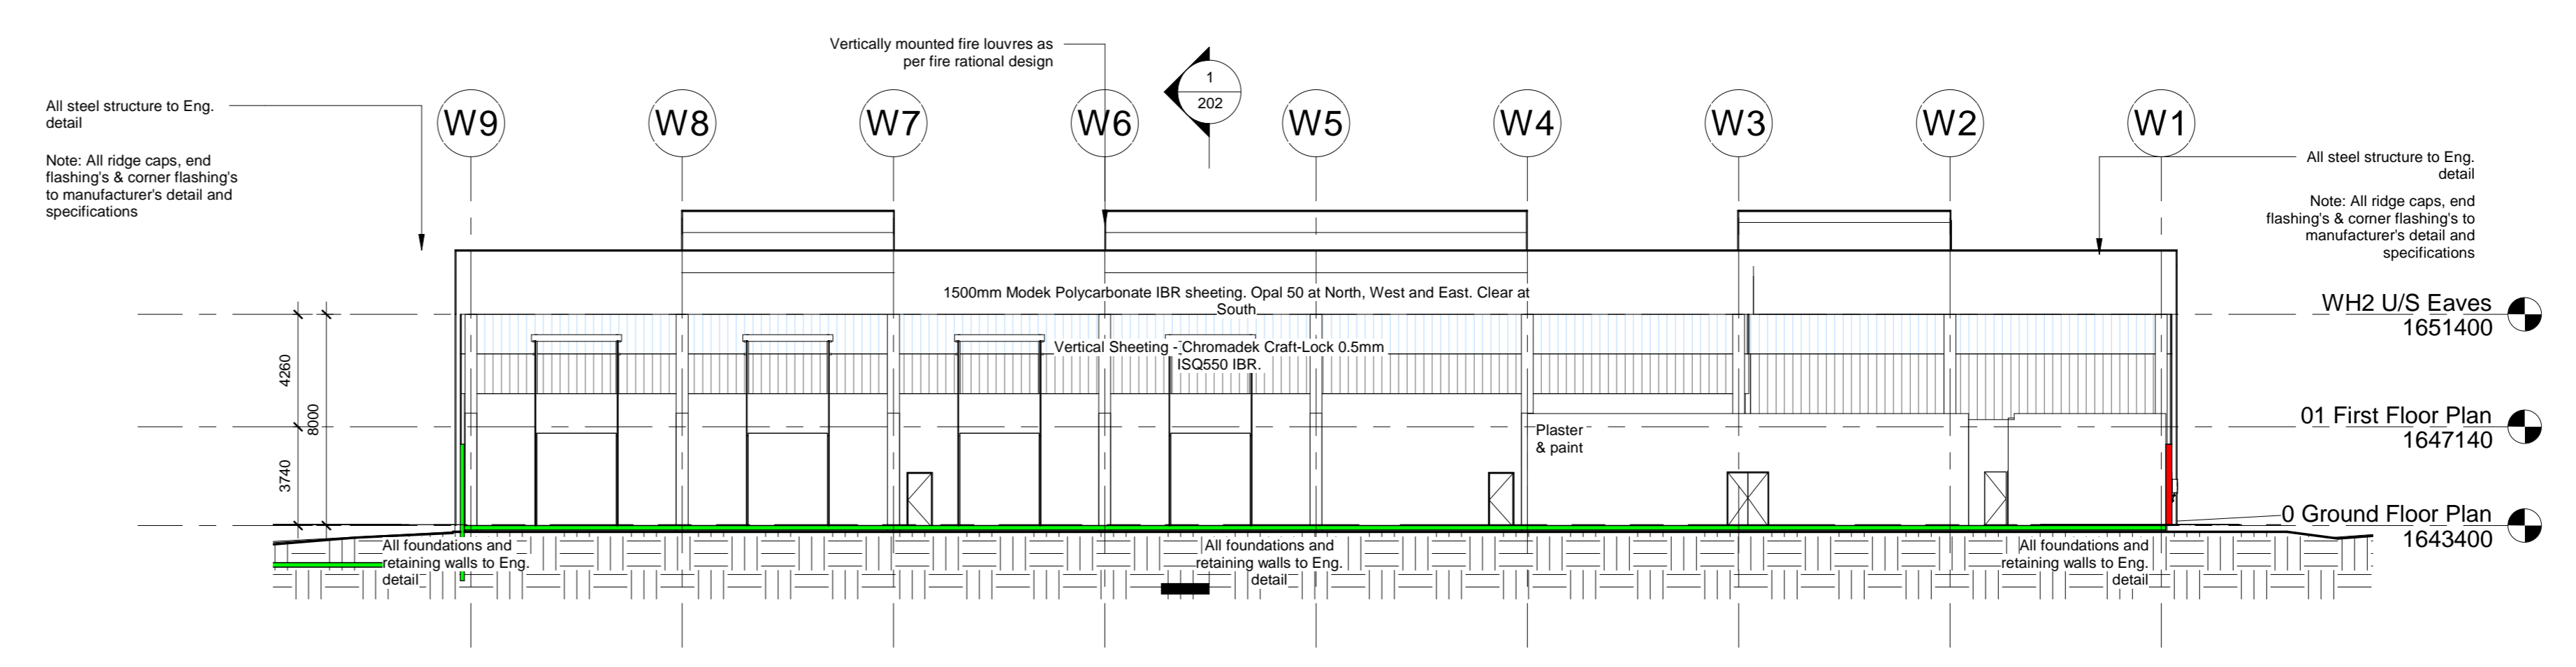 Vertically mounted fire louvres as
per fire rational design
1
202
All steel structure to Eng.
detail
Note: All ridge caps, end
flashing's & corner flashing's
to manufacturer's detail and
specifications
W9
W8
W7
W6
W5
W4
W3
W2
W1
All steel structure to Eng.
detail
Note: All ridge caps, end
flashing's & corner flashing's to
manufacturer's detail and
specifications
1500mm Modek Polycarbonate IBR sheeting. Opal 50 at North, West and East. Clear at
South
Vertical Sheeting - Chromadek Craft-Lock 0.5mm
ISQ550 IBR.
WH2 U/S Eaves
1651400
4260
8000
3740
Plaster
& paint
01 First Floor Plan
1647140
0 Ground Floor Plan
1643400
All foundations and
retaining walls to Eng.
detail
All foundations and
retaining walls to Eng.
detail
All foundations and
retaining walls to Eng.
detail